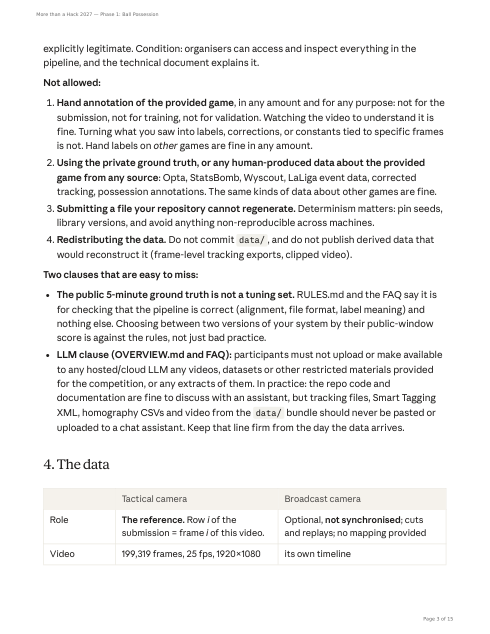 More than a Hack 2027 — Phase 1: Ball Possession
explicitly legitimate. Condition: organisers can access and inspect everything in the
pipeline, and the technical document explains it.
Not allowed:
1. Hand annotation of the provided game, in any amount and for any purpose: not for the
submission, not for training, not for validation. Watching the video to understand it is
fine. Turning what you saw into labels, corrections, or constants tied to specific frames
is not. Hand labels on other games are fine in any amount.
2. Using the private ground truth, or any human-produced data about the provided
game from any source: Opta, StatsBomb, Wyscout, LaLiga event data, corrected
tracking, possession annotations. The same kinds of data about other games are fine.
3. Submitting a file your repository cannot regenerate. Determinism matters: pin seeds,
library versions, and avoid anything non-reproducible across machines.
4. Redistributing the data. Do not commit data/, and do not publish derived data that
would reconstruct it (frame-level tracking exports, clipped video).
Two clauses that are easy to miss:
• The public 5-minute ground truth is not a tuning set. RULES.md and the FAQ say it is
for checking that the pipeline is correct (alignment, file format, label meaning) and
nothing else. Choosing between two versions of your system by their public-window
score is against the rules, not just bad practice.
• LLM clause (OVERVIEW.md and FAQ): participants must not upload or make available
to any hosted/cloud LLM any videos, datasets or other restricted materials provided
for the competition, or any extracts of them. In practice: the repo code and
documentation are fine to discuss with an assistant, but tracking files, Smart Tagging
XML, homography CSVs and video from the data/ bundle should never be pasted or
uploaded to a chat assistant. Keep that line firm from the day the data arrives.
4. The data
Tactical camera Broadcast camera
Role The reference. Row i of the Optional, not synchronised; cuts
submission = frame i of this video. and replays; no mapping provided
Video 199,319 frames, 25 fps, 1920×1080 its own timeline
Page 3 of 15